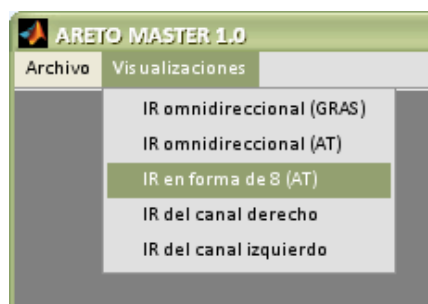 ARETO MASTER 1.0
Archivo Visualizaciones
IR omnidireccional (GRAS)
IR omnidireccional (AT)
IR en forma de 8 (AT)
IR del canal derecho
IR del canal izquierdo